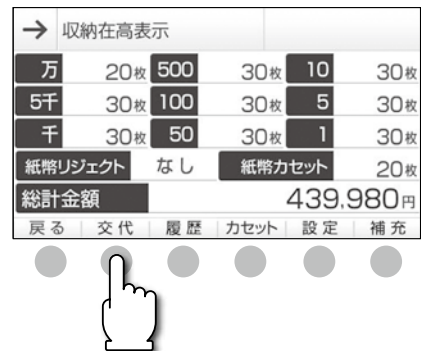 → 収納在高表示
万 20枚 500 30枚 10 30枚
5千 30枚 100 30枚 5 30枚
千 30枚 50 30枚 1 30枚
紙幣リジェクト なし 紙幣カセット 20枚
総計金額 439,980円
戻る 交代 履歴 カセット 設定 補充